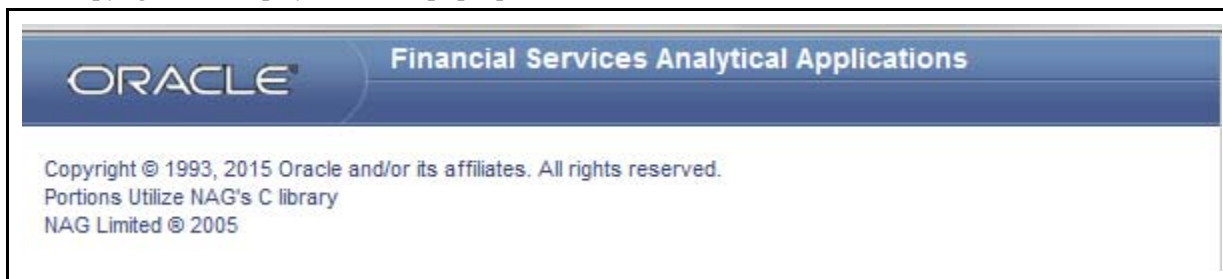 ORACLE®
Financial Services Analytical Applications
Copyright © 1993, 2015 Oracle and/or its affiliates. All rights reserved.
Portions Utilize NAG's C library
NAG Limited © 2005